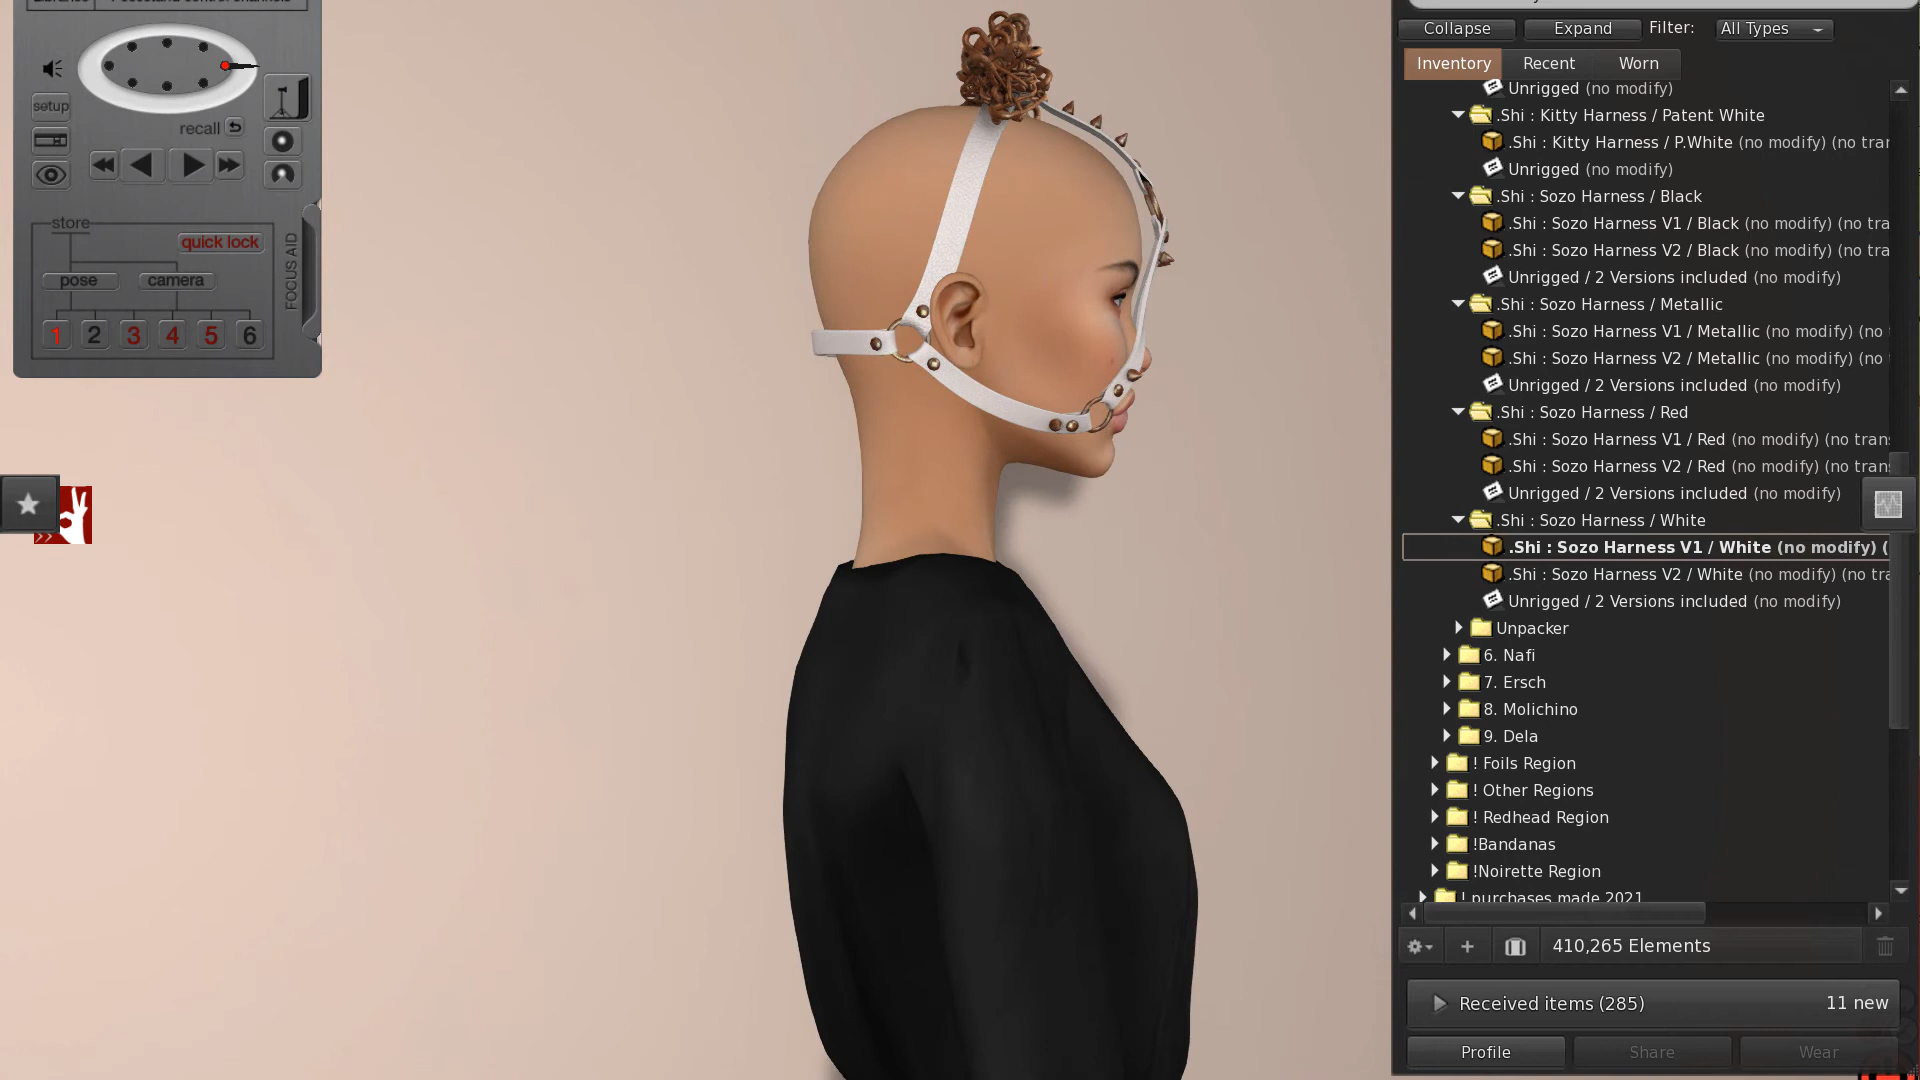 setup
recall
store
quick lock
pose
camera
FOCUS AID
1 2 3 4 5 6
Collapse
Expand
Filter:
All Types
Inventory
Recent
Worn
Unrigged (no modify)
.Shi : Kitty Harness / Patent White
.Shi : Kitty Harness / P.White (no modify) (no trar
Unrigged (no modify)
.Shi : Sozo Harness / Black
.Shi : Sozo Harness V1 / Black (no modify) (no tra
.Shi : Sozo Harness V2 / Black (no modify) (no tra
Unrigged / 2 Versions included (no modify)
.Shi : Sozo Harness / Metallic
.Shi : Sozo Harness V1 / Metallic (no modify) (no
.Shi : Sozo Harness V2 / Metallic (no modify) (no
Unrigged / 2 Versions included (no modify)
.Shi : Sozo Harness / Red
.Shi : Sozo Harness V1 / Red (no modify) (no trans
.Shi : Sozo Harness V2 / Red (no modify) (no trans
Unrigged / 2 Versions included (no modify)
.Shi : Sozo Harness / White
.Shi : Sozo Harness V1 / White (no modify) (
.Shi : Sozo Harness V2 / White (no modify) (no tra
Unrigged / 2 Versions included (no modify)
Unpacker
6. Nafi
7. Ersch
8. Molichino
9. Dela
! Foils Region
! Other Regions
! Redhead Region
!Bandanas
!Noirette Region
! purchases made 2021
410,265 Elements
Received items (285)
11 new
Profile
Share
Wear